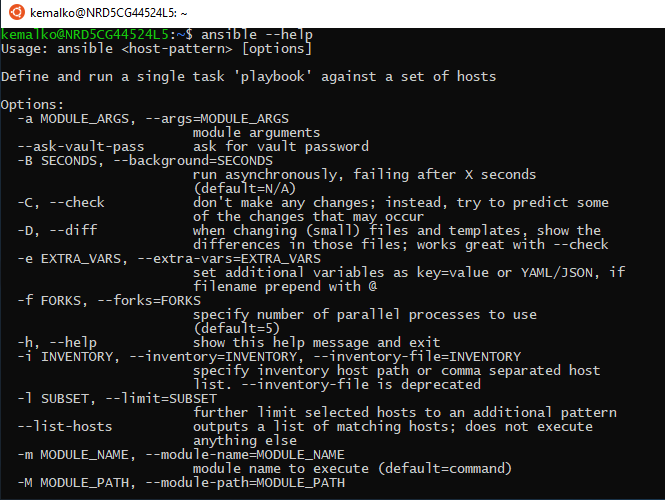 kemalko@NRD5CG44524L5: ~
kemalko@NRD5CG44524L5:~$ ansible --help
Usage: ansible <host-pattern> [options]

Define and run a single task 'playbook' against a set of hosts

Options:
  -a MODULE_ARGS, --args=MODULE_ARGS
                        module arguments
  --ask-vault-pass      ask for vault password
  -B SECONDS, --background=SECONDS
                        run asynchronously, failing after X seconds
                        (default=N/A)
  -C, --check           don't make any changes; instead, try to predict some
                        of the changes that may occur
  -D, --diff            when changing (small) files and templates, show the
                        differences in those files; works great with --check
  -e EXTRA_VARS, --extra-vars=EXTRA_VARS
                        set additional variables as key=value or YAML/JSON, if
                        filename prepend with @
  -f FORKS, --forks=FORKS
                        specify number of parallel processes to use
                        (default=5)
  -h, --help            show this help message and exit
  -i INVENTORY, --inventory=INVENTORY, --inventory-file=INVENTORY
                        specify inventory host path or comma separated host
                        list. --inventory-file is deprecated
  -l SUBSET, --limit=SUBSET
                        further limit selected hosts to an additional pattern
  --list-hosts          outputs a list of matching hosts; does not execute
                        anything else
  -m MODULE_NAME, --module-name=MODULE_NAME
                        module name to execute (default=command)
  -M MODULE_PATH, --module-path=MODULE_PATH